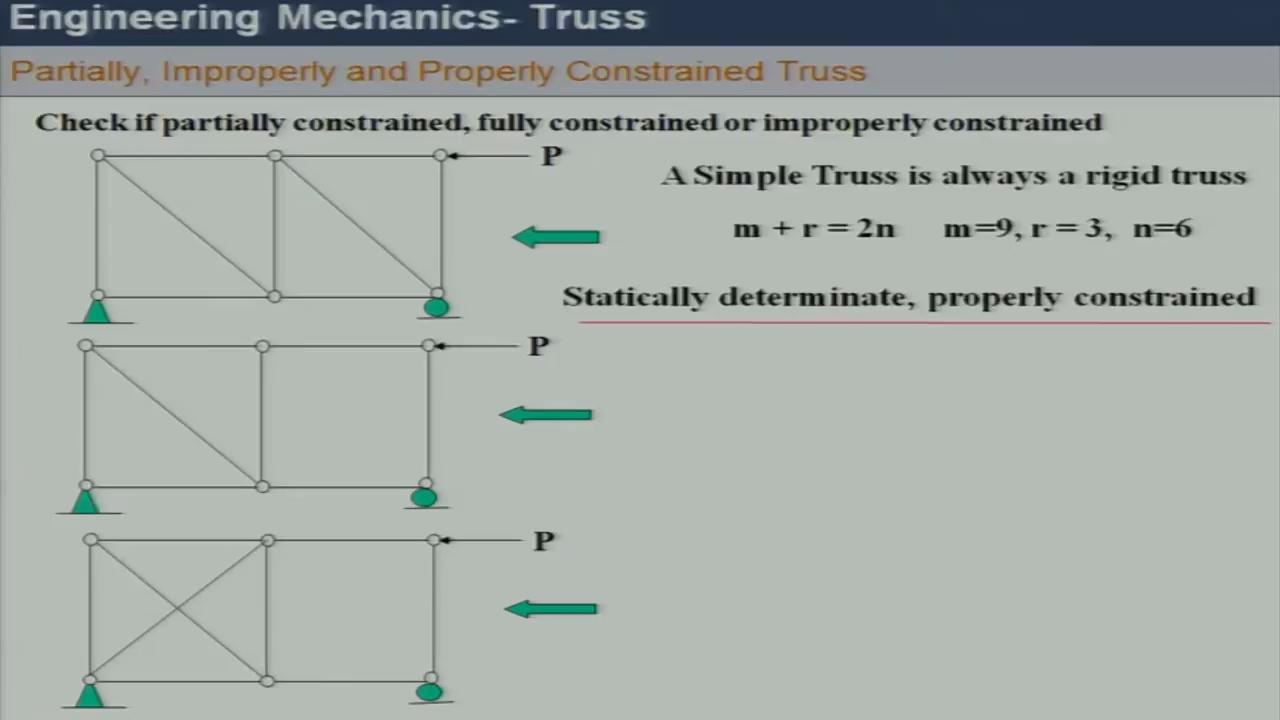 Engineering Mechanics- Truss
Partially, Improperly and Properly Constrained Truss
Check if partially constrained, fully constrained or improperly constrained
P
A Simple Truss is always a rigid truss
m + r = 2n m=9, r = 3, n=6
Statically determinate, properly constrained
P
P